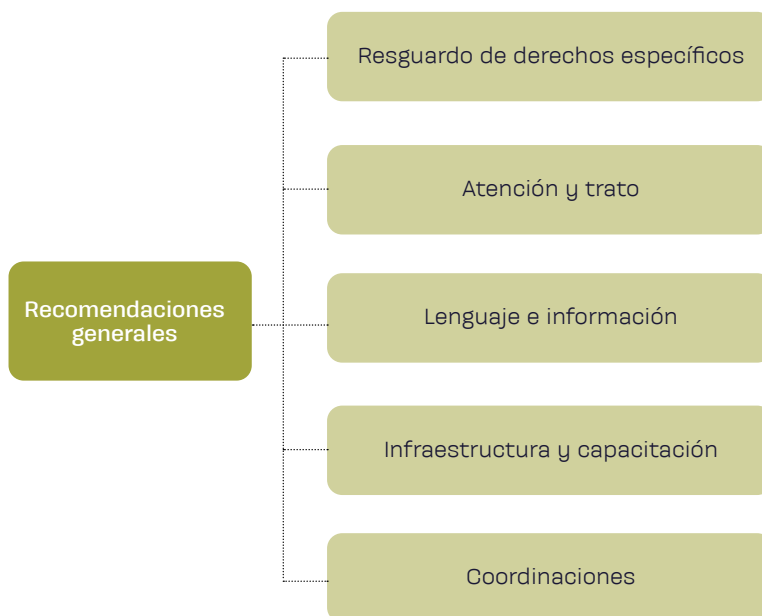 Resguardo de derechos específicos
Atención y trato
Recomendaciones
generales
Lenguaje e información
Infraestructura y capacitación
Coordinaciones